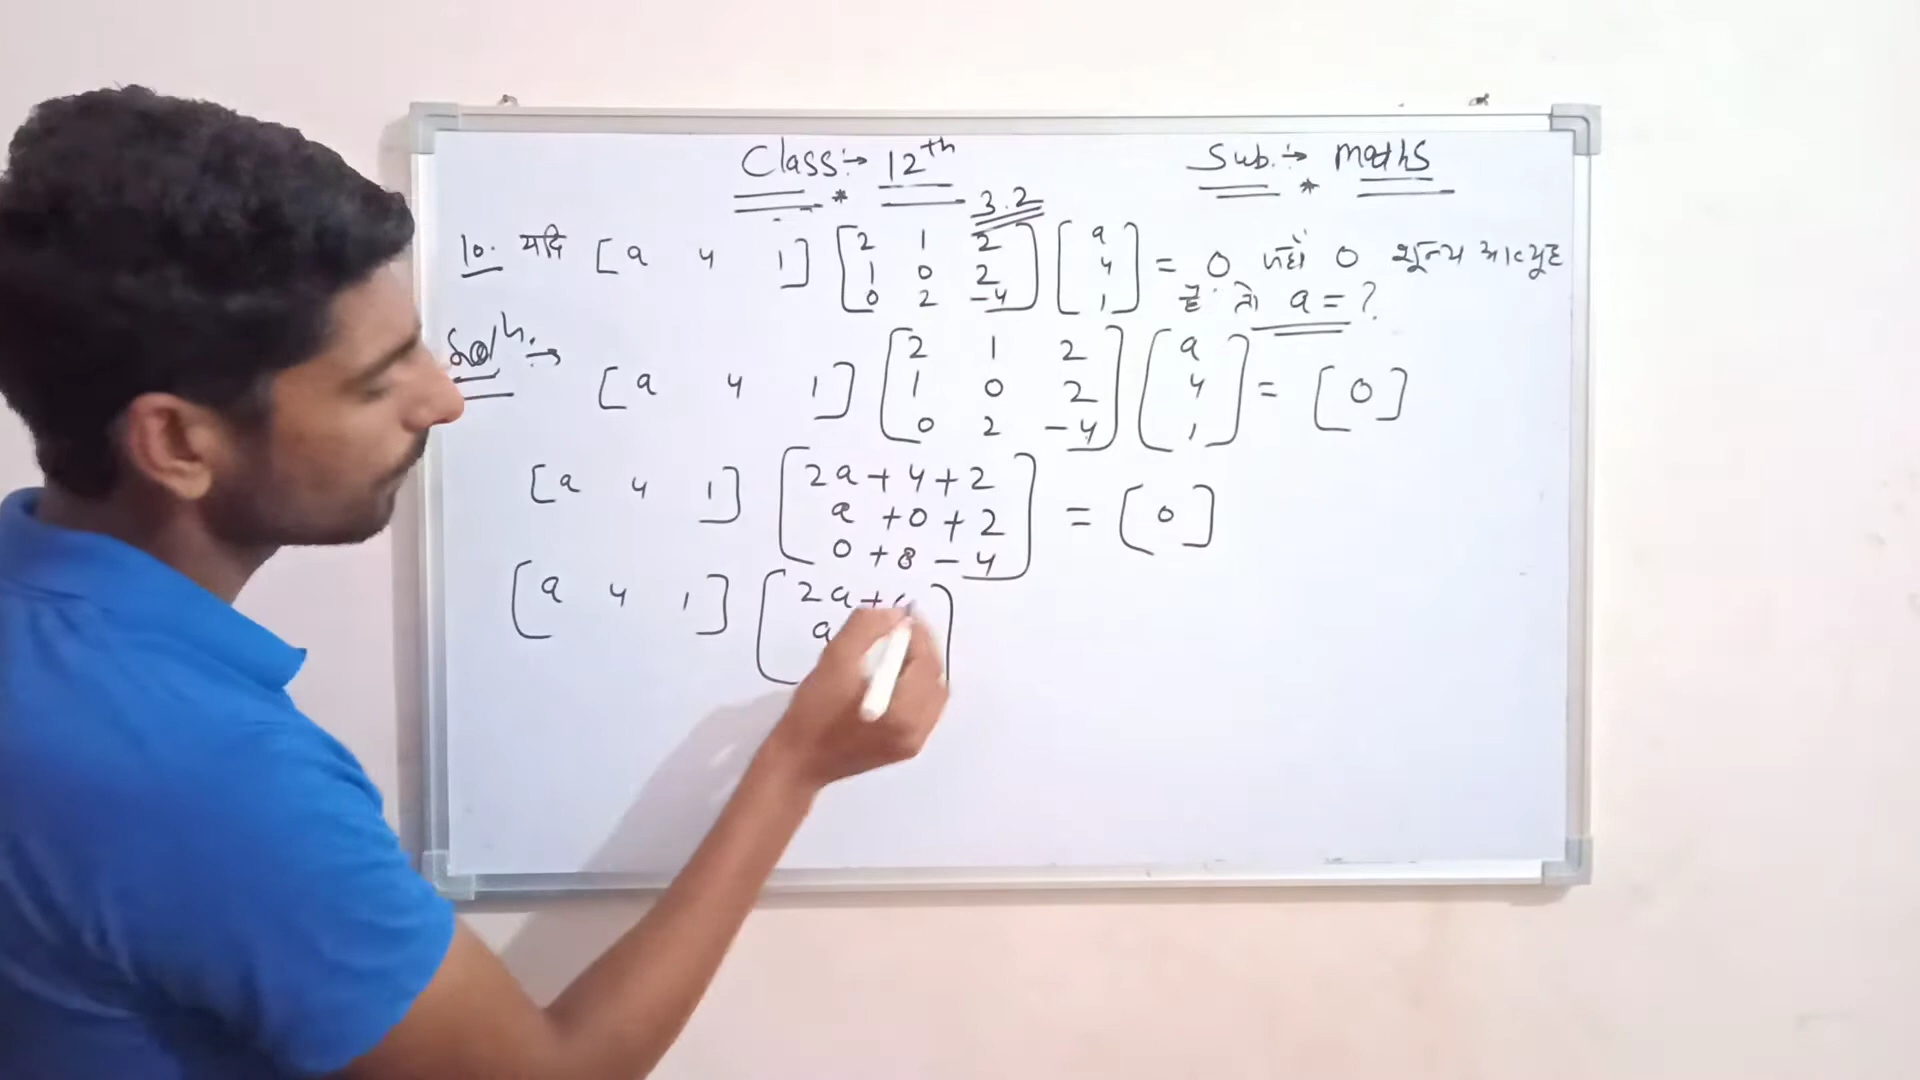 Class:→ 12th Sub.:→ maths
3.2
10. यदि [a 4 1] [2 1 2 1 0 2 0 2 -4] [a 4 1] = 0 जहाँ 0 शून्य आव्यूह
है तो a = ?
Soln:→
[a 4 1] [2 1 2 1 0 2 0 2 -4] [a 4 1] = [0]
[a 4 1] [2a+4+2 a+0+2 0+8-4] = [0]
[a 4 1] [2a+ a